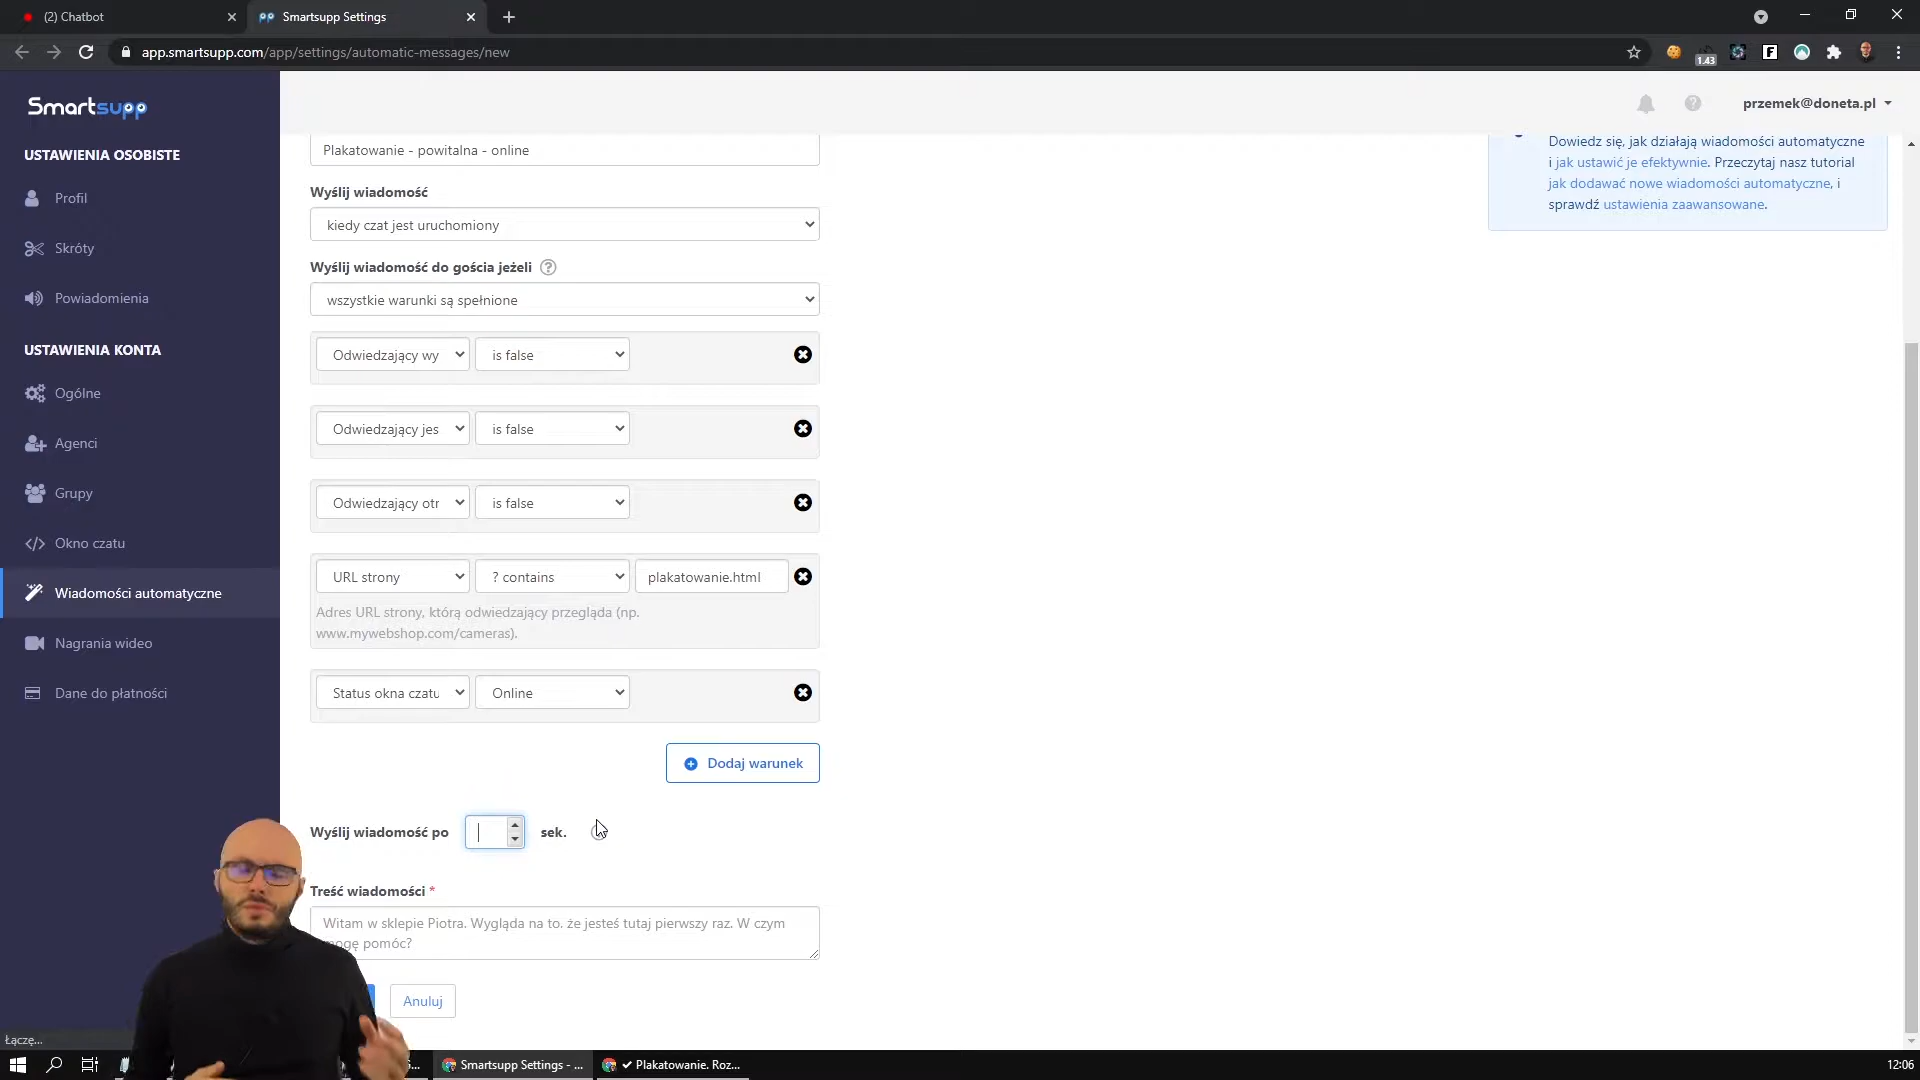 (2) Chatbot
Smartsupp Settings
app.smartsupp.com/app/settings/automatic-messages/new
1.43
F
Smartsupp
przemek@doneta.pl
USTAWIENIA OSOBISTE
Profil
Skróty
Powiadomienia
USTAWIENIA KONTA
Ogólne
Agenci
Grupy
Okno czatu
Wiadomości automatyczne
Nagrania wideo
Dane do płatności
Łączę...
Plakatowanie - powitalna - online
Wyślij wiadomość
kiedy czat jest uruchomiony
Wyślij wiadomość do gościa jeżeli ?
wszystkie warunki są spełnione
Odwiedzający wy is false
Odwiedzający jes is false
Odwiedzający otr is false
URL strony ? contains plakatowanie.html
Adres URL strony, którą odwiedzający przegląda (np.
www.mywebshop.com/cameras).
Status okna czatu Online
Dodaj warunek
Wyślij wiadomość po sek.
Treść wiadomości *
Witam w sklepie Piotra. Wygląda na to. że jesteś tutaj pierwszy raz. W czym
ogę pomóc?
Anuluj
Dowiedz się, jak działają wiadomości automatyczne
i jak ustawić je efektywnie. Przeczytaj nasz tutorial
jak dodawać nowe wiadomości automatyczne, i
sprawdź ustawienia zaawansowane.
Smartsupp Settings - ...
✓ Plakatowanie. Roz...
12:06